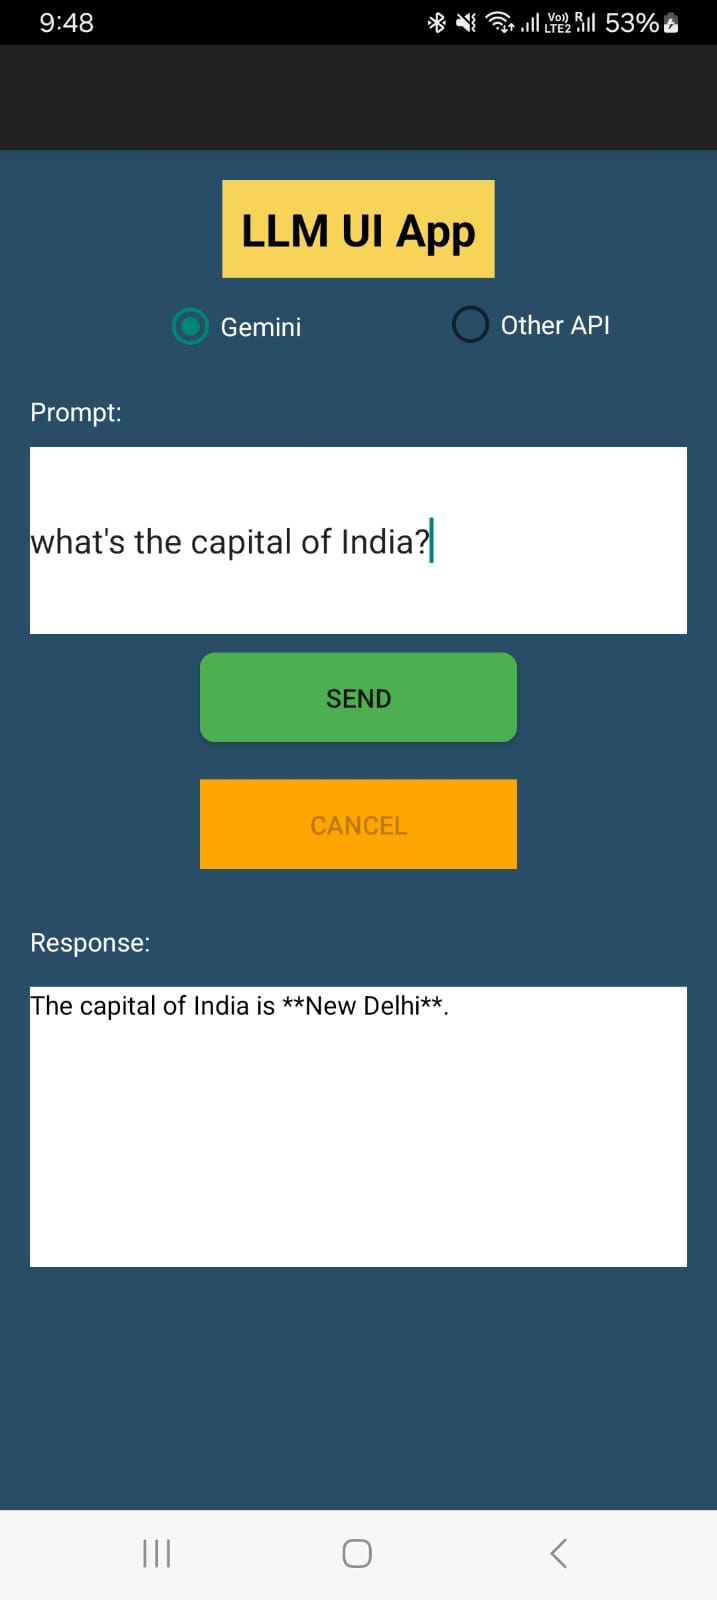 9:48
Vo)) R
LTE2 53%
LLM UI App
Gemini
Other API
Prompt:
what's the capital of India?
SEND
CANCEL
Response:
The capital of India is **New Delhi**.